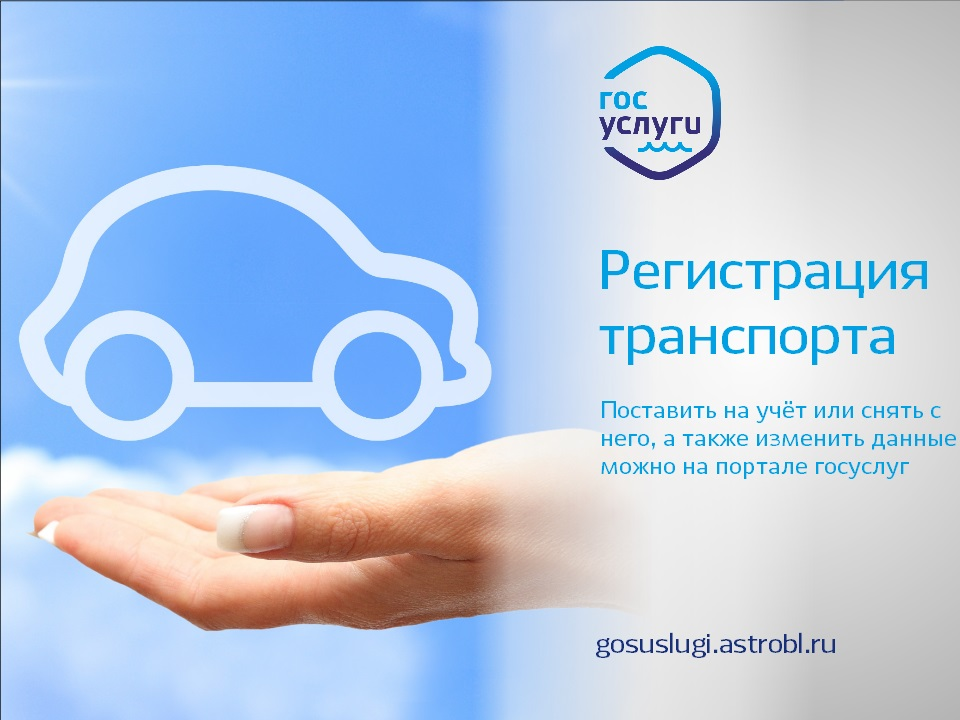 гос
услуги
Регистрация
транспорта
Поставить на учёт или снять с
него, а также изменить данные
можно на портале госуслуг
gosuslugi.astrobl.ru